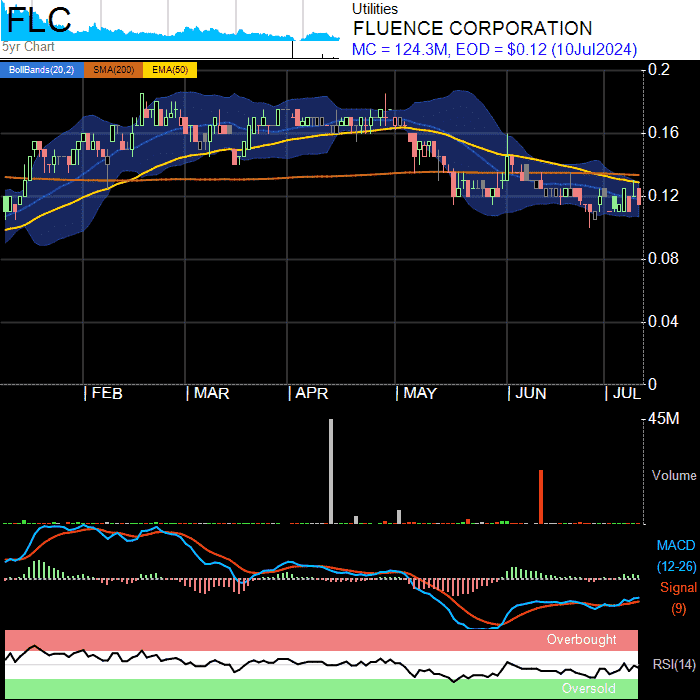 FLC
5yr Chart
Utilities
FLUENCE CORPORATION
MC = 124.3M, EOD = $0.12 (10Jul2024)
BollBands(20,2) SMA(200) EMA(50)
0.2
0.16
0.12
0.08
0.04
0
FEB MAR APR MAY JUN JUL
45M
Volume
MACD
(12-26)
Signal
(9)
Overbought
RSI(14)
Oversold